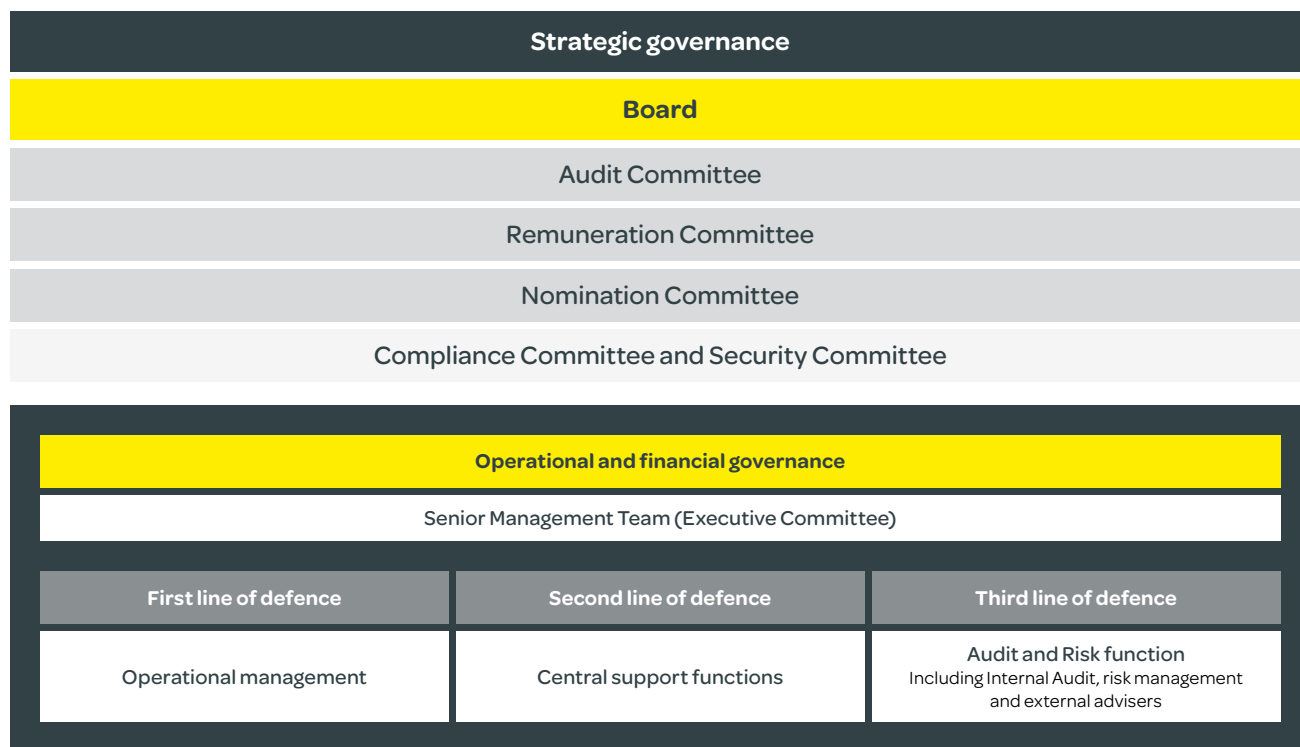 Strategic governance
Board
Audit Committee
Remuneration Committee
Nomination Committee
Compliance Committee and Security Committee
Operational and financial governance
Senior Management Team (Executive Committee)
First line of defence
Second line of defence
Third line of defence
Operational management
Central support functions
Audit and Risk function
Including Internal Audit, risk management
and external advisers